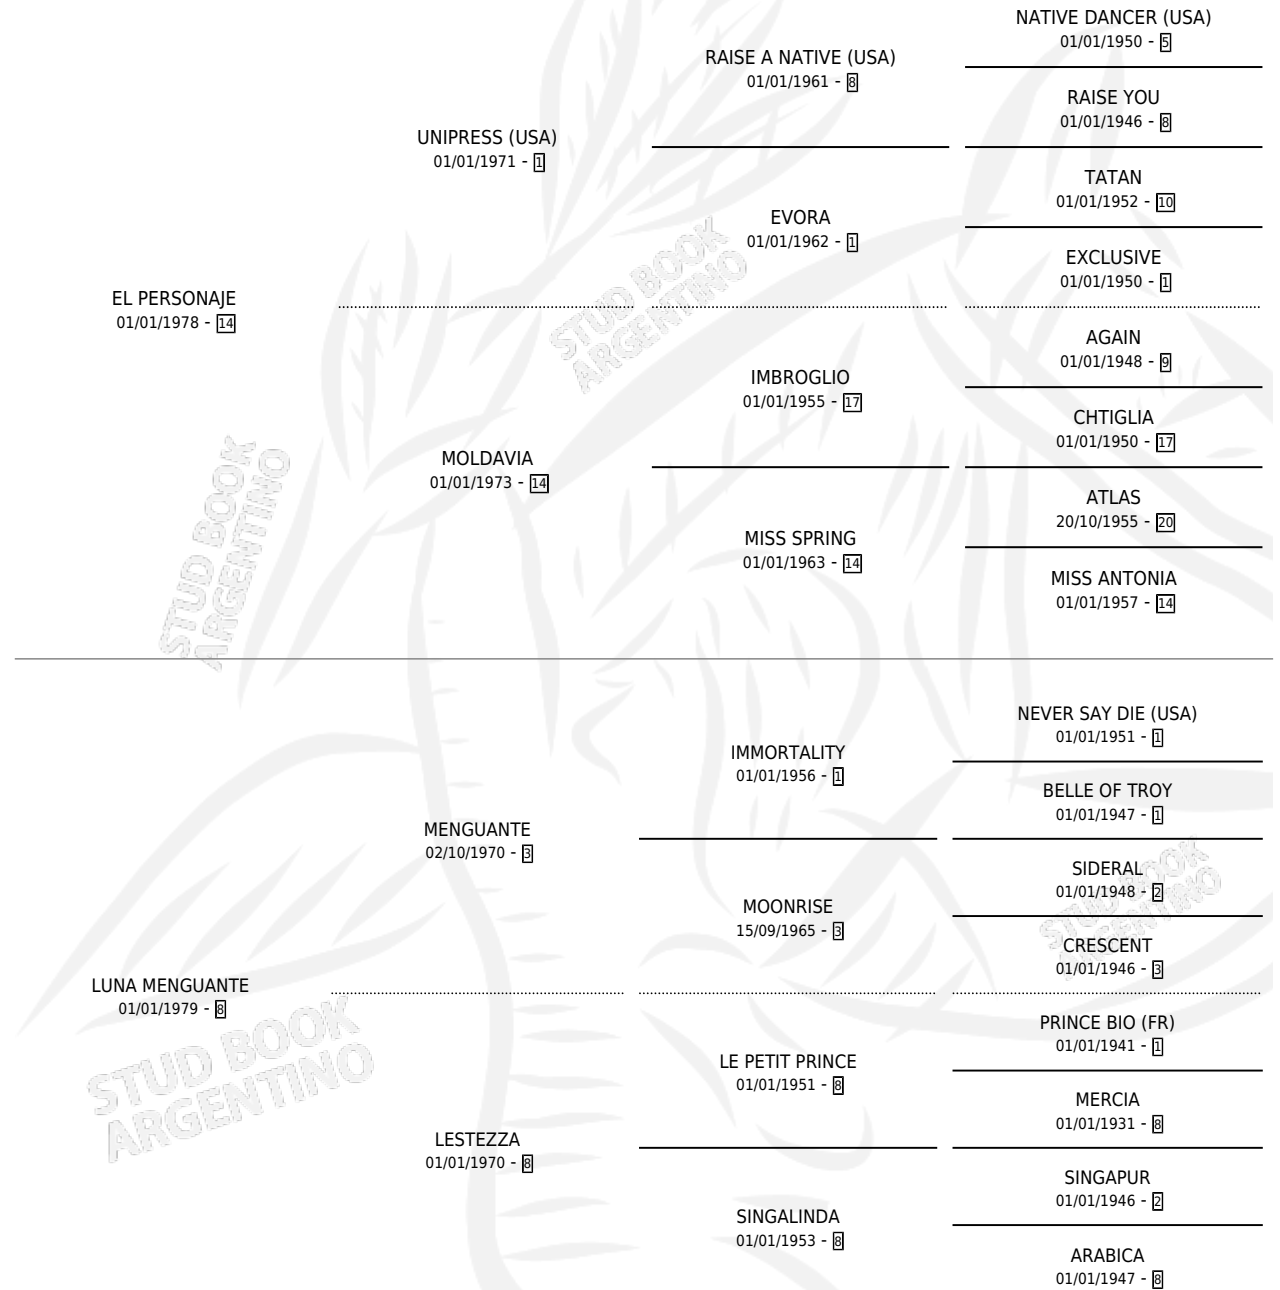 NATIVE DANCER (USA)
01/01/1950 - 5
RAISE A NATIVE (USA)
01/01/1961 - 8
RAISE YOU
01/01/1946 - 8
UNIPRESS (USA)
01/01/1971 - 1
TATAN
01/01/1952 - 10
EVORA
01/01/1962 - 1
EXCLUSIVE
01/01/1950 - 1
EL PERSONAJE
01/01/1978 - 14
AGAIN
01/01/1948 - 9
IMBROGLIO
01/01/1955 - 17
CHTIGLIA
01/01/1950 - 17
MOLDAVIA
01/01/1973 - 14
ATLAS
20/10/1955 - 20
MISS SPRING
01/01/1963 - 14
MISS ANTONIA
01/01/1957 - 14
NEVER SAY DIE (USA)
01/01/1951 - 1
IMMORTALITY
01/01/1956 - 1
BELLE OF TROY
01/01/1947 - 1
MENGUANTE
02/10/1970 - 3
SIDERAL
01/01/1948 - 2
MOONRISE
15/09/1965 - 3
CRESCENT
01/01/1946 - 3
LUNA MENGUANTE
01/01/1979 - 8
PRINCE BIO (FR)
01/01/1941 - 1
LE PETIT PRINCE
01/01/1951 - 8
MERCIA
01/01/1931 - 8
LESTEZZA
01/01/1970 - 8
SINGAPUR
01/01/1946 - 2
SINGALINDA
01/01/1953 - 8
ARABICA
01/01/1947 - 8
STUD BOOK
ARGENTINO
STUD BOOK
ARGENTINO
STUD BOOK
ARGENTINO
STUD BOOK
ARGENTINO